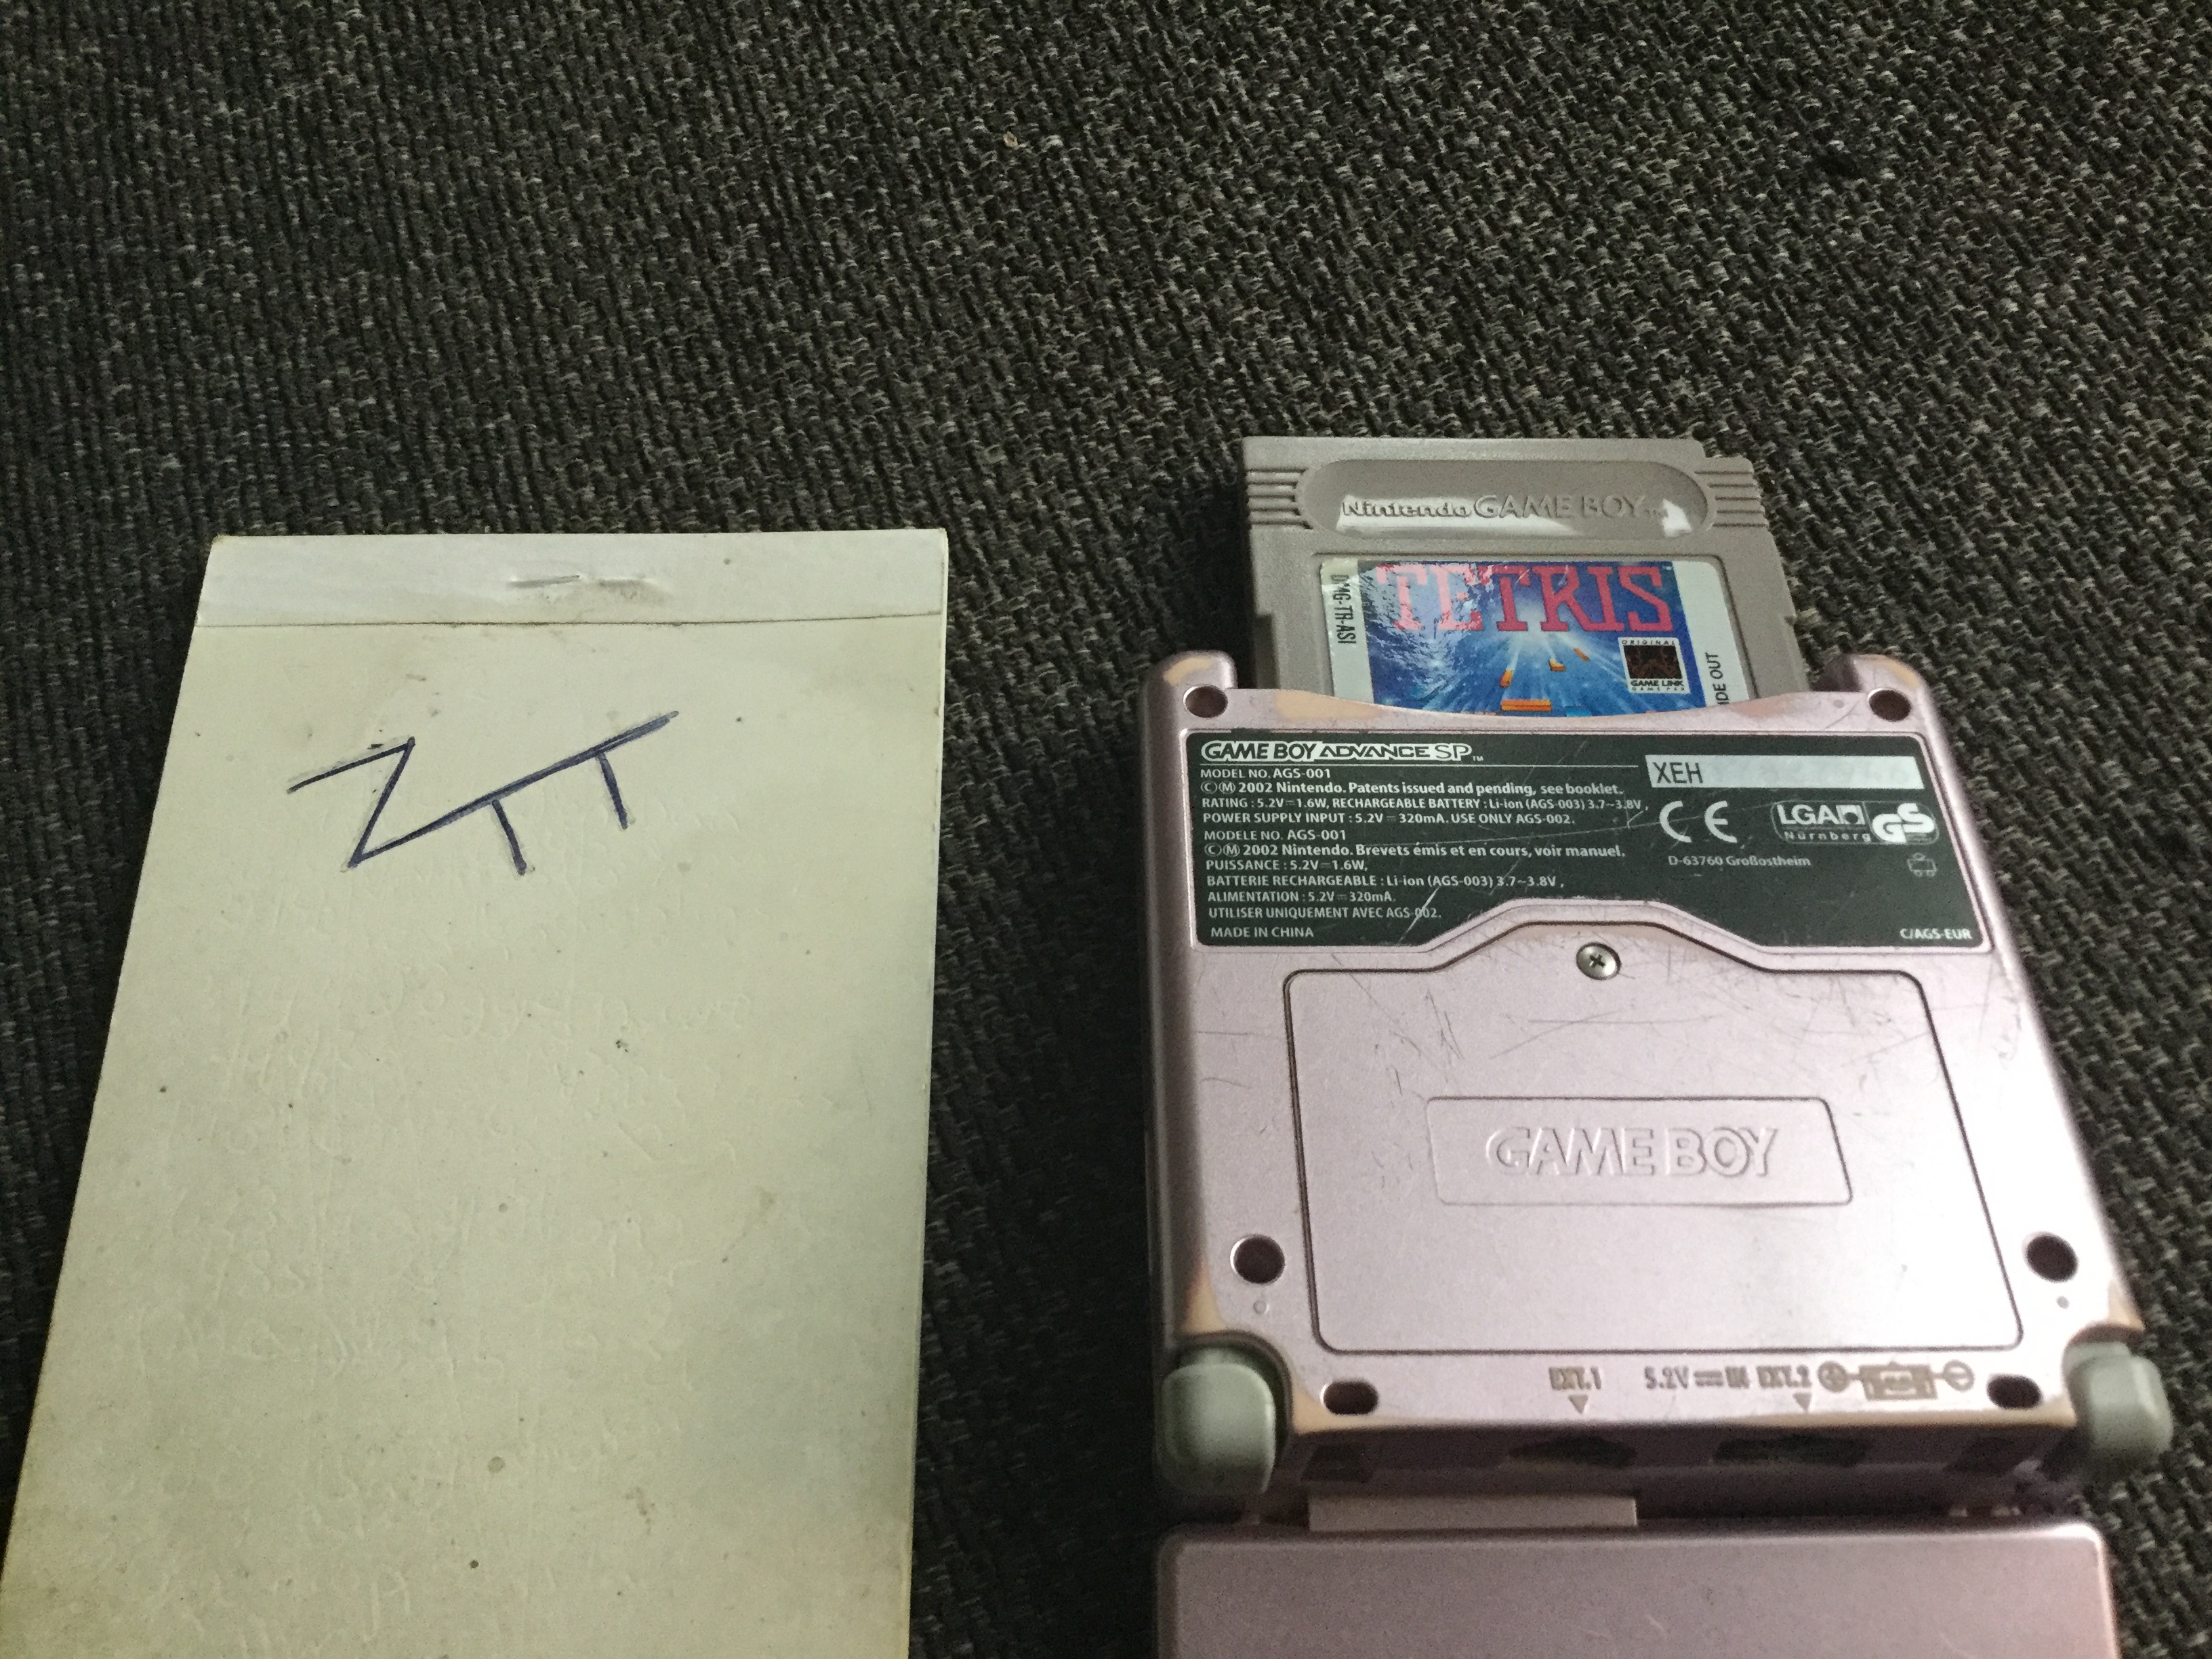 ZTT
Nintendo GAME BOY TM
TETRIS
DMG-TR-ASI
ORIGINAL
GAME LINK
IDE OUT
GAME BOY ADVANCE SP TM
MODEL NO. AGS-001
ⒸⓂ 2002 Nintendo. Patents issued and pending, see booklet.
RATING : 5.2V⎓1.6W, RECHARGEABLE BATTERY : Li-ion (AGS-003) 3.7~3.8V ,
POWER SUPPLY INPUT : 5.2V⎓320mA. USE ONLY AGS-002.
MODELE NO. AGS-001
ⒸⓂ 2002 Nintendo. Brevets émis et en cours, voir manuel.
PUISSANCE : 5.2V⎓1.6W,
BATTERIE RECHARGEABLE : Li-ion (AGS-003) 3.7~3.8V ,
ALIMENTATION : 5.2V⎓320mA.
UTILISER UNIQUEMENT AVEC AGS-002.
MADE IN CHINA
XEH
CE
LGA
Nürnberg
GS
D-63760 Großostheim
C/AGS-EUR
GAME BOY
EXT.1 5.2V⎓IN EXT.2